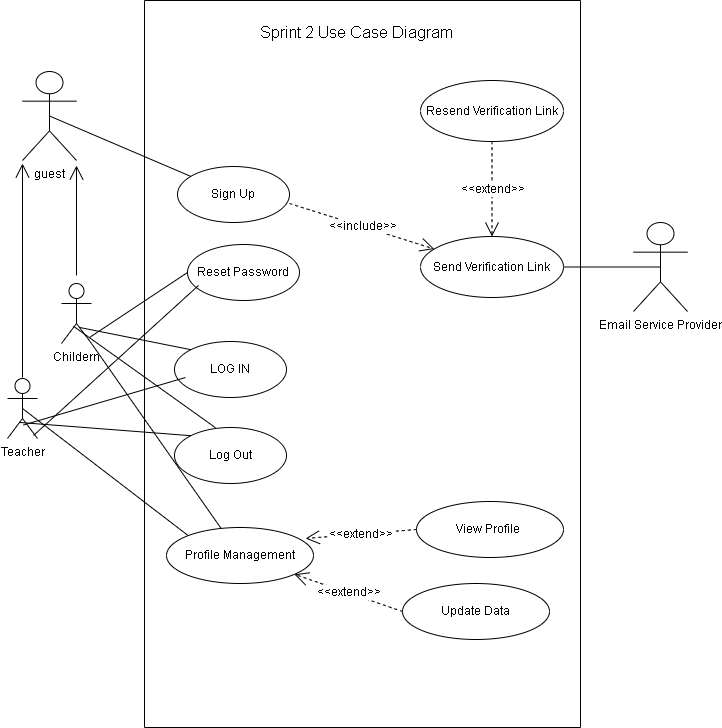 Sprint 2 Use Case Diagram
Resend Verification Link
guest
<<extend>>
Sign Up
<<include>>
Reset Password
Send Verification Link
Email Service Provider
Childern
LOG IN
Teacher
Log Out
View Profile
<<extend>>
Profile Management
<<extend>>
Update Data